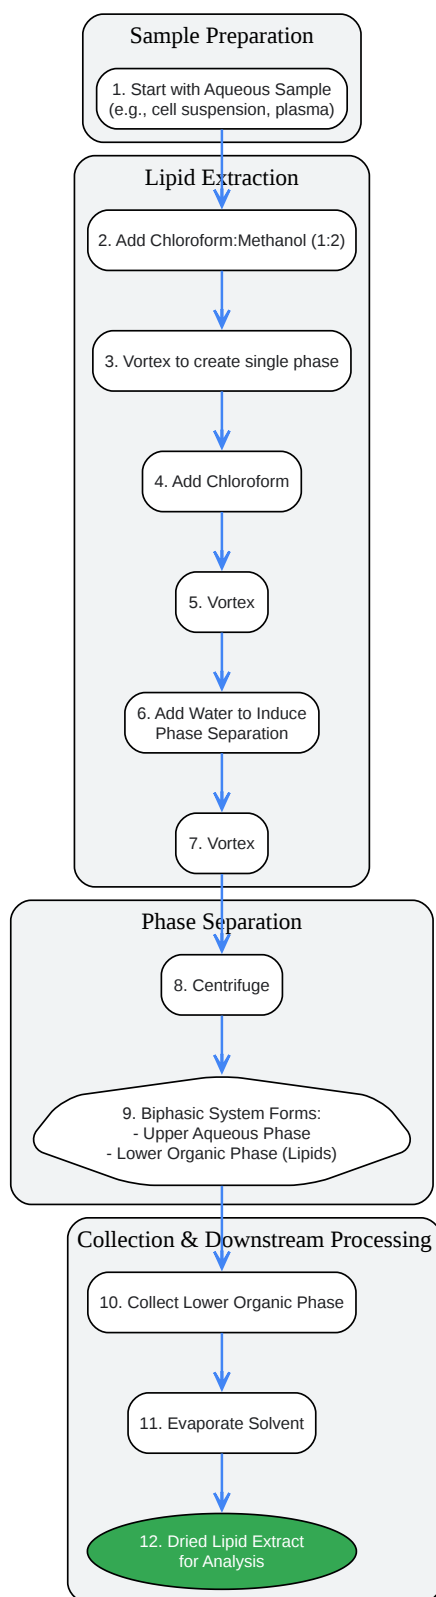 Sample Preparation
1. Start with Aqueous Sample
(e.g., cell suspension, plasma)
Lipid Extraction
2. Add Chloroform:Methanol (1:2)
3. Vortex to create single phase
4. Add Chloroform
5. Vortex
6. Add Water to Induce
Phase Separation
7. Vortex
Phase Separation
8. Centrifuge
9. Biphasic System Forms:
- Upper Aqueous Phase
- Lower Organic Phase (Lipids)
Collection & Downstream Processing
10. Collect Lower Organic Phase
11. Evaporate Solvent
12. Dried Lipid Extract
for Analysis